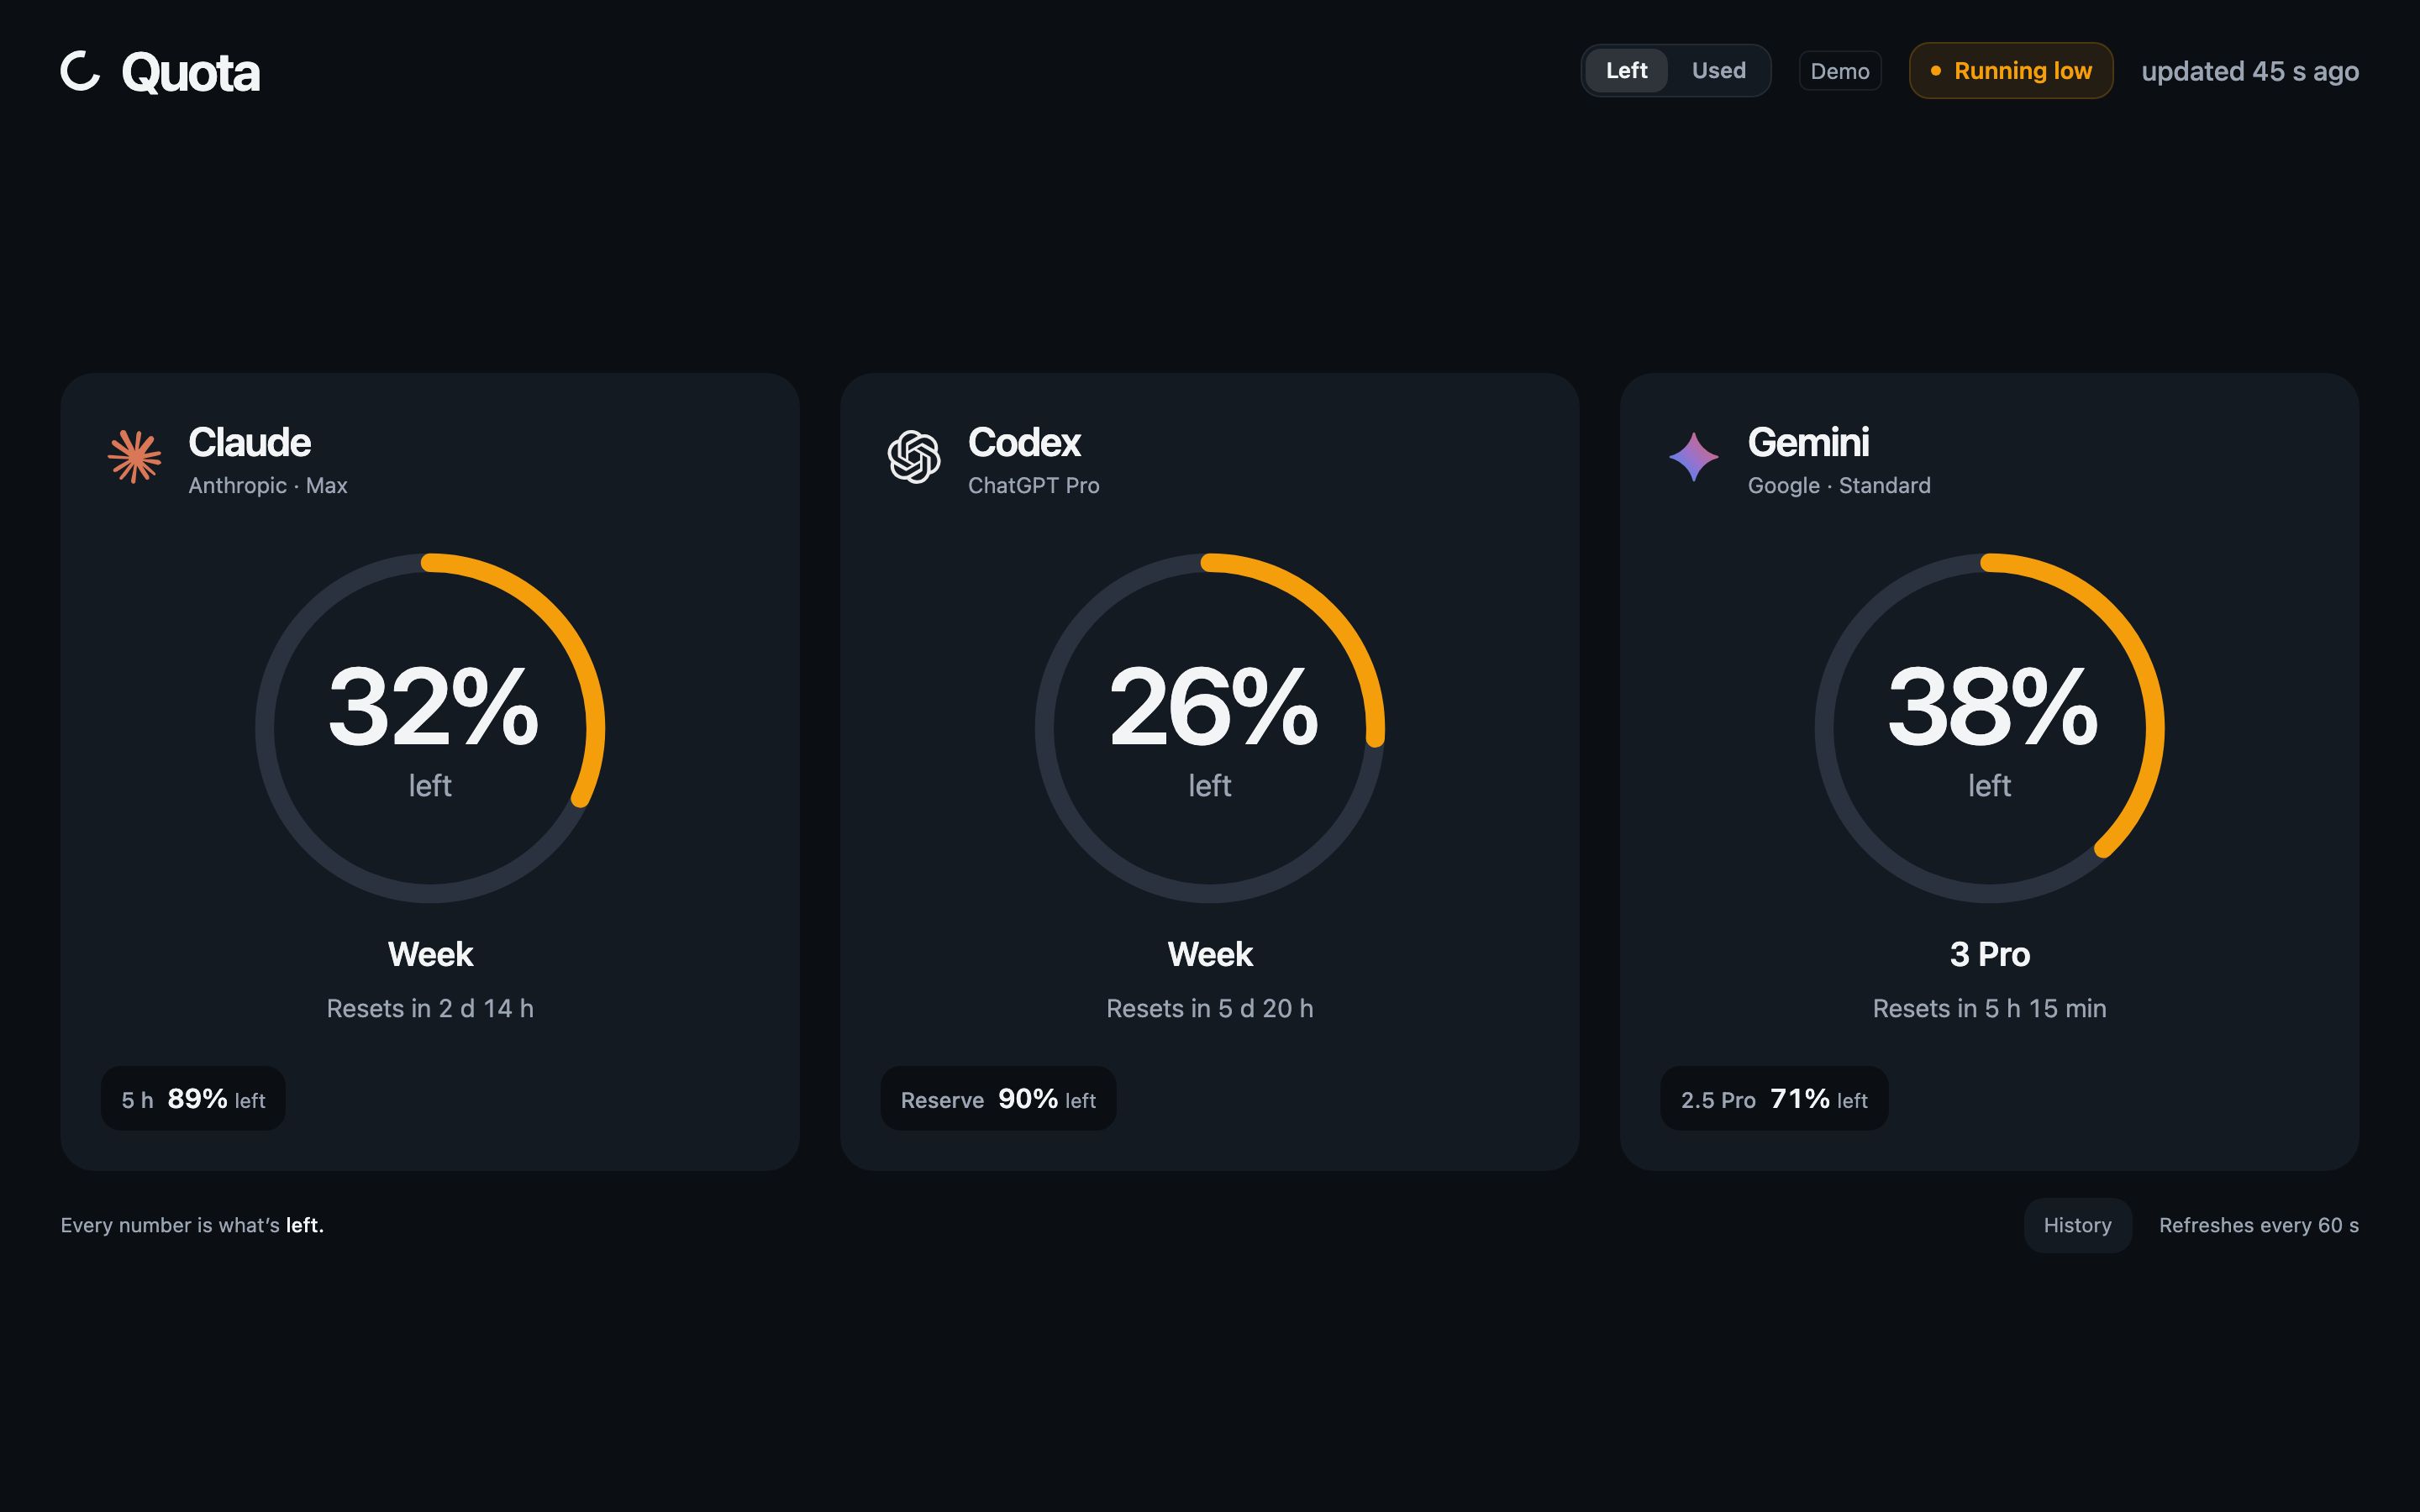 Quota
Left Used Demo Running low updated 45 s ago
Claude
Anthropic · Max
32%
left
Week
Resets in 2 d 14 h
5 h 89% left
Codex
ChatGPT Pro
26%
left
Week
Resets in 5 d 20 h
Reserve 90% left
Gemini
Google · Standard
38%
left
3 Pro
Resets in 5 h 15 min
2.5 Pro 71% left
Every number is what’s left.
History Refreshes every 60 s